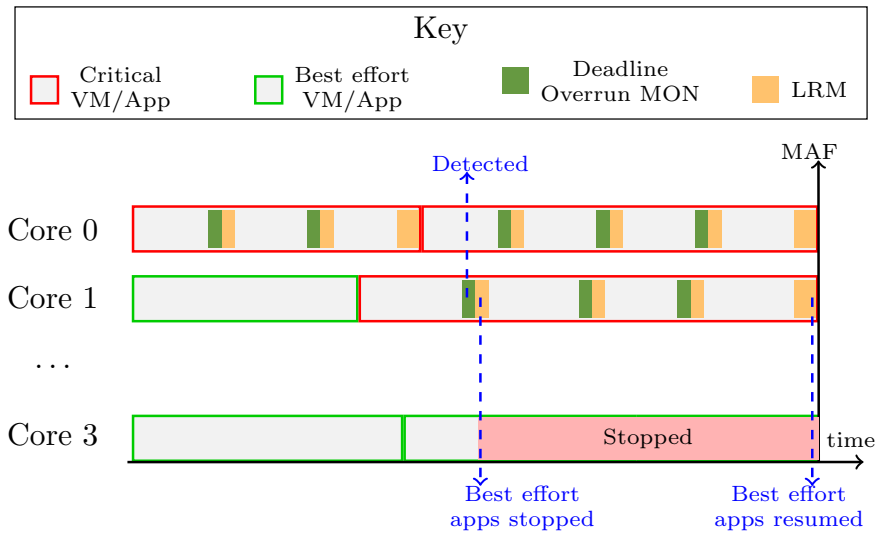 Key
Critical
VM/App
Best effort
VM/App
Deadline
Overrun MON
LRM
Detected
MAF
Core 0
Core 1
...
Core 3
Stopped
time
Best effort
apps stopped
Best effort
apps resumed